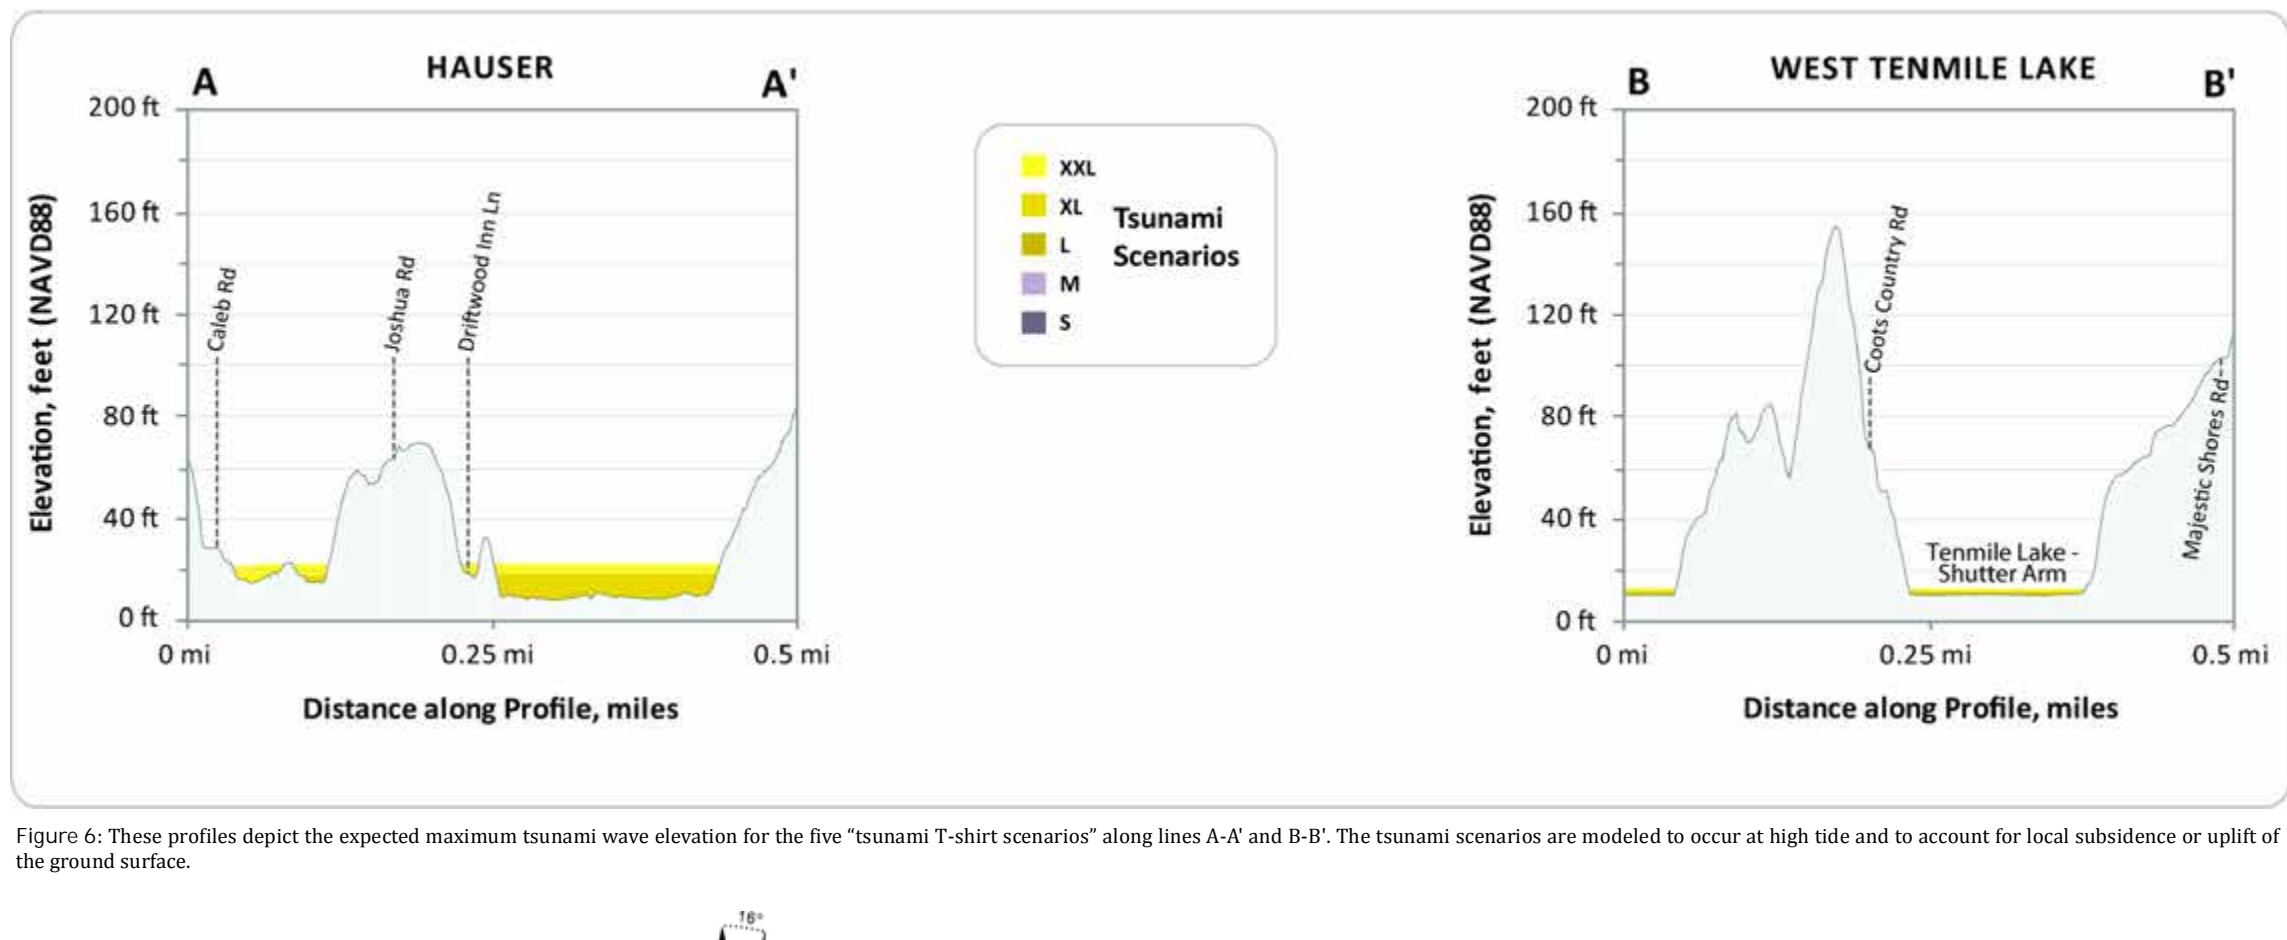 HAUSER
A
A'
200 ft
160 ft
120 ft
80 ft
40 ft
0 ft
Elevation, feet (NAVD88)
Caleb Rd
Joshua Rd
Driftwood Inn Ln
0 mi
0.25 mi
0.5 mi
Distance along Profile, miles
XXL
XL
L
M
S
Tsunami
Scenarios
WEST TENMILE LAKE
B
B'
200 ft
160 ft
120 ft
80 ft
40 ft
0 ft
Elevation, feet (NAVD88)
Coots Country Rd
Tenmile Lake -
Shutter Arm
Majestic Shores Rd
0 mi
0.25 mi
0.5 mi
Distance along Profile, miles
Figure 6: These profiles depict the expected maximum tsunami wave elevation for the five “tsunami T-shirt scenarios” along lines A-A' and B-B'. The tsunami scenarios are modeled to occur at high tide and to account for local subsidence or uplift of
the ground surface.
16°